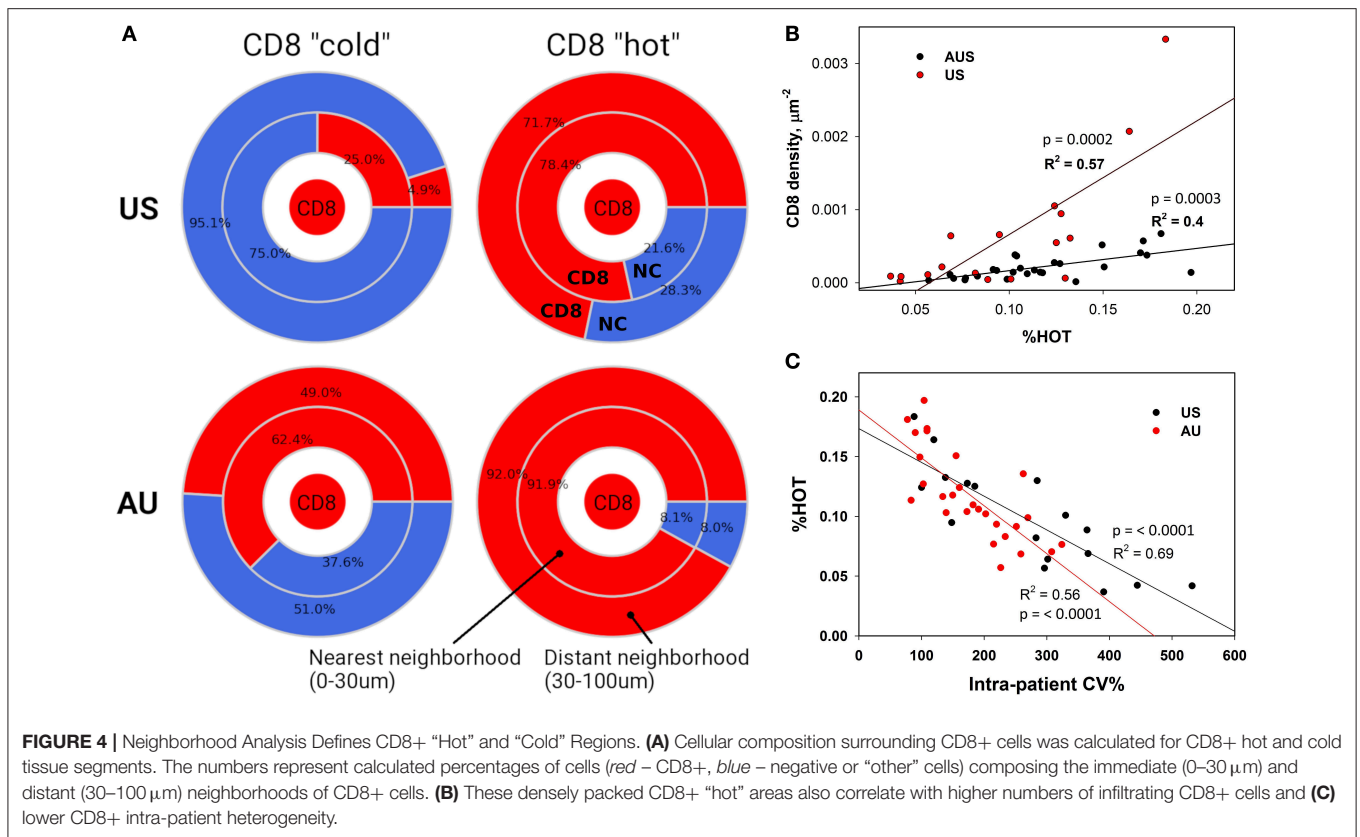 A
CD8 "cold"
CD8 "hot"
US
25.0%
4.9%
CD8
95.1%
75.0%
71.7%
78.4%
CD8
21.6%
CD8
NC
28.3%
CD8
NC
AU
49.0%
62.4%
CD8
37.6%
51.0%
92.0%
91.9%
CD8
8.1%
8.0%
Nearest neighborhood
(0-30um)
Distant neighborhood
(30-100um)
B
AUS
US
CD8 density, µm-2
0.003
0.002
0.001
0.000
p = 0.0002
R2 = 0.57
p = 0.0003
R2 = 0.4
0.05
0.10
0.15
0.20
%HOT
C
US
AU
%HOT
0.20
0.15
0.10
0.05
0.00
p = < 0.0001
R2 = 0.69
R2 = 0.56
p = < 0.0001
0
100
200
300
400
500
600
Intra-patient CV%
FIGURE 4 | Neighborhood Analysis Defines CD8+ “Hot” and “Cold” Regions. (A) Cellular composition surrounding CD8+ cells was calculated for CD8+ hot and cold
tissue segments. The numbers represent calculated percentages of cells (red – CD8+, blue – negative or “other” cells) composing the immediate (0–30 µm) and
distant (30–100 µm) neighborhoods of CD8+ cells. (B) These densely packed CD8+ “hot” areas also correlate with higher numbers of infiltrating CD8+ cells and (C)
lower CD8+ intra-patient heterogeneity.